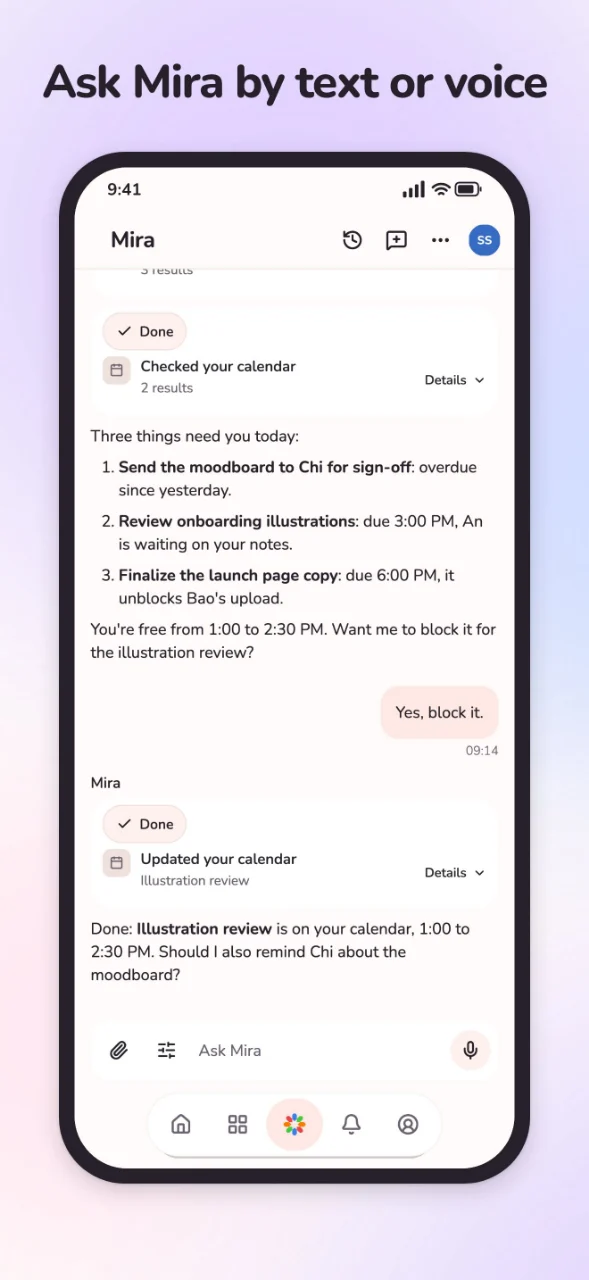 Ask Mira by text or voice
9:41
Mira
SS
3 results
Done
Checked your calendar
2 results
Details
Three things need you today:
1. Send the moodboard to Chi for sign-off: overdue
since yesterday.
2. Review onboarding illustrations: due 3:00 PM, An
is waiting on your notes.
3. Finalize the launch page copy: due 6:00 PM, it
unblocks Bao's upload.
You're free from 1:00 to 2:30 PM. Want me to block it for
the illustration review?
Yes, block it.
09:14
Mira
Done
Updated your calendar
Illustration review
Details
Done: Illustration review is on your calendar, 1:00 to
2:30 PM. Should I also remind Chi about the
moodboard?
Ask Mira